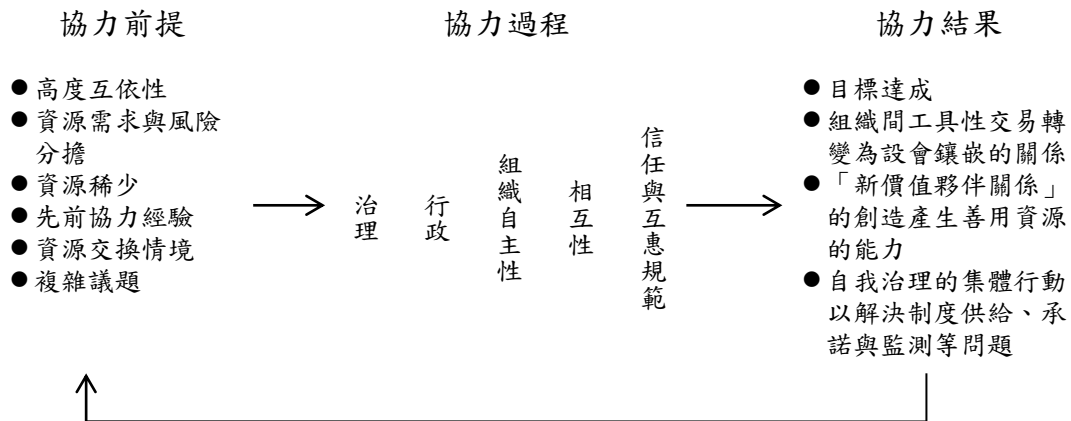 協力前提
● 高度互依性
● 資源需求與風險
分擔
● 資源稀少
● 先前協力經驗
● 資源交換情境
● 複雜議題
協力過程
治理
行政
組織自主性
相互性
信任與互惠規範
協力結果
● 目標達成
● 組織間工具性交易轉
變為設會鑲嵌的關係
● 「新價值夥伴關係」
的創造產生善用資源
的能力
● 自我治理的集體行動
以解決制度供給、承
諾與監測等問題